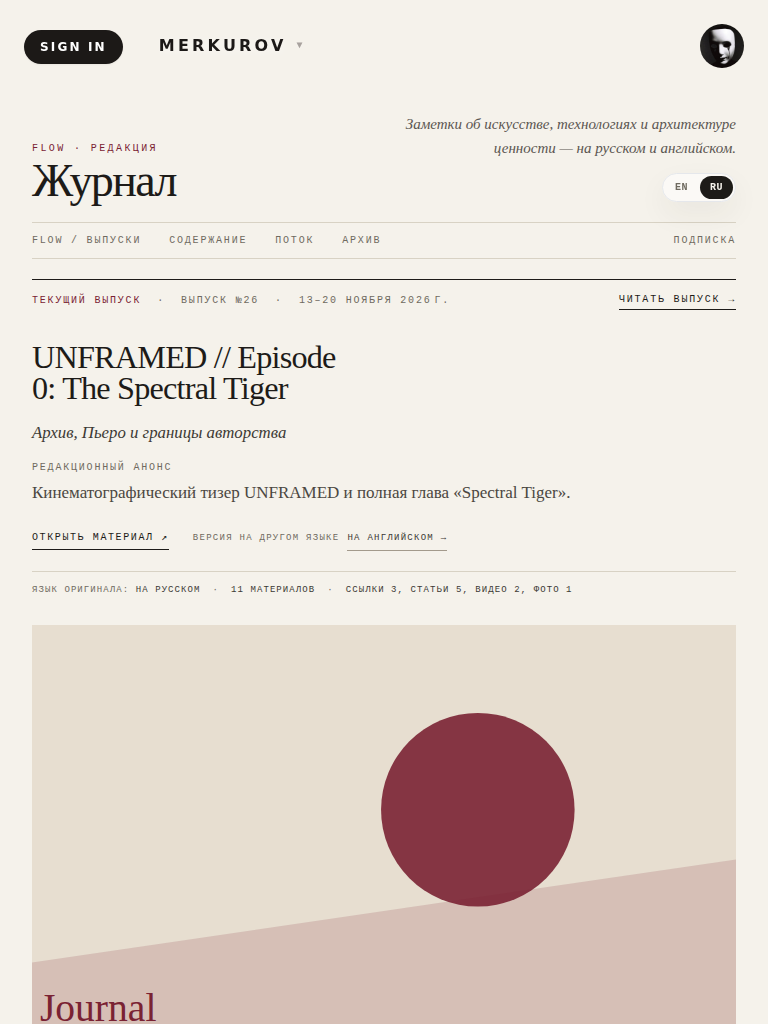 SIGN IN
MERKUROV ▼
Заметки об искусстве, технологиях и архитектуре
ценности — на русском и английском.
FLOW · РЕДАКЦИЯ
Журнал
EN RU
FLOW / ВЫПУСКИ СОДЕРЖАНИЕ ПОТОК АРХИВ ПОДПИСКА
ТЕКУЩИЙ ВЫПУСК · ВЫПУСК №26 · 13–20 НОЯБРЯ 2026 Г. ЧИТАТЬ ВЫПУСК →
UNFRAMED // Episode
0: The Spectral Tiger
Архив, Пьеро и границы авторства
РЕДАКЦИОННЫЙ АНОНС
Кинематографический тизер UNFRAMED и полная глава «Spectral Tiger».
ОТКРЫТЬ МАТЕРИАЛ ↗ ВЕРСИЯ НА ДРУГОМ ЯЗЫКЕ НА АНГЛИЙСКОМ →
ЯЗЫК ОРИГИНАЛА: НА РУССКОМ · 11 МАТЕРИАЛОВ · ССЫЛКИ 3, СТАТЬИ 5, ВИДЕО 2, ФОТО 1
Journal